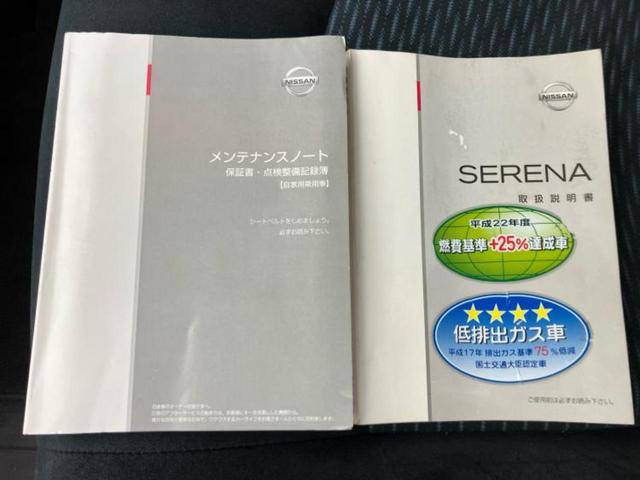 NISSAN
メンテナンスノート
保証書・点検整備記録簿
【自家用乗用車】
シートベルトをしめましょう。
必ずお読み下さい。
NISSAN
SERENA
取扱説明書
平成22年度
燃費基準+25%達成車
低排出ガス車
平成17年 排出ガス基準 75%低減
国土交通大臣認定車
ご使用前は必ずお読み下さい。